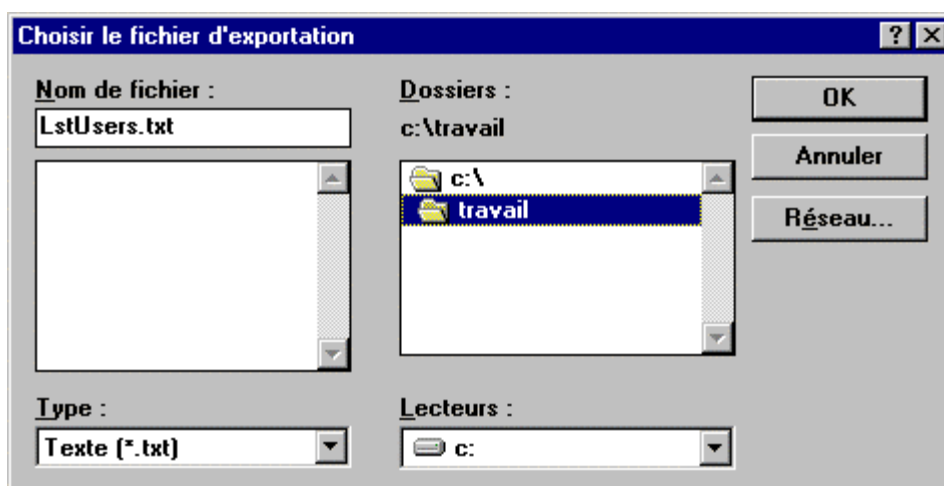 Choisir le fichier d'exportation
Nom de fichier :
LstUsers.txt
Dossiers :
c:\travail
c:\
travail
OK
Annuler
Réseau...
Type :
Texte (*.txt)
Lecteurs :
c: